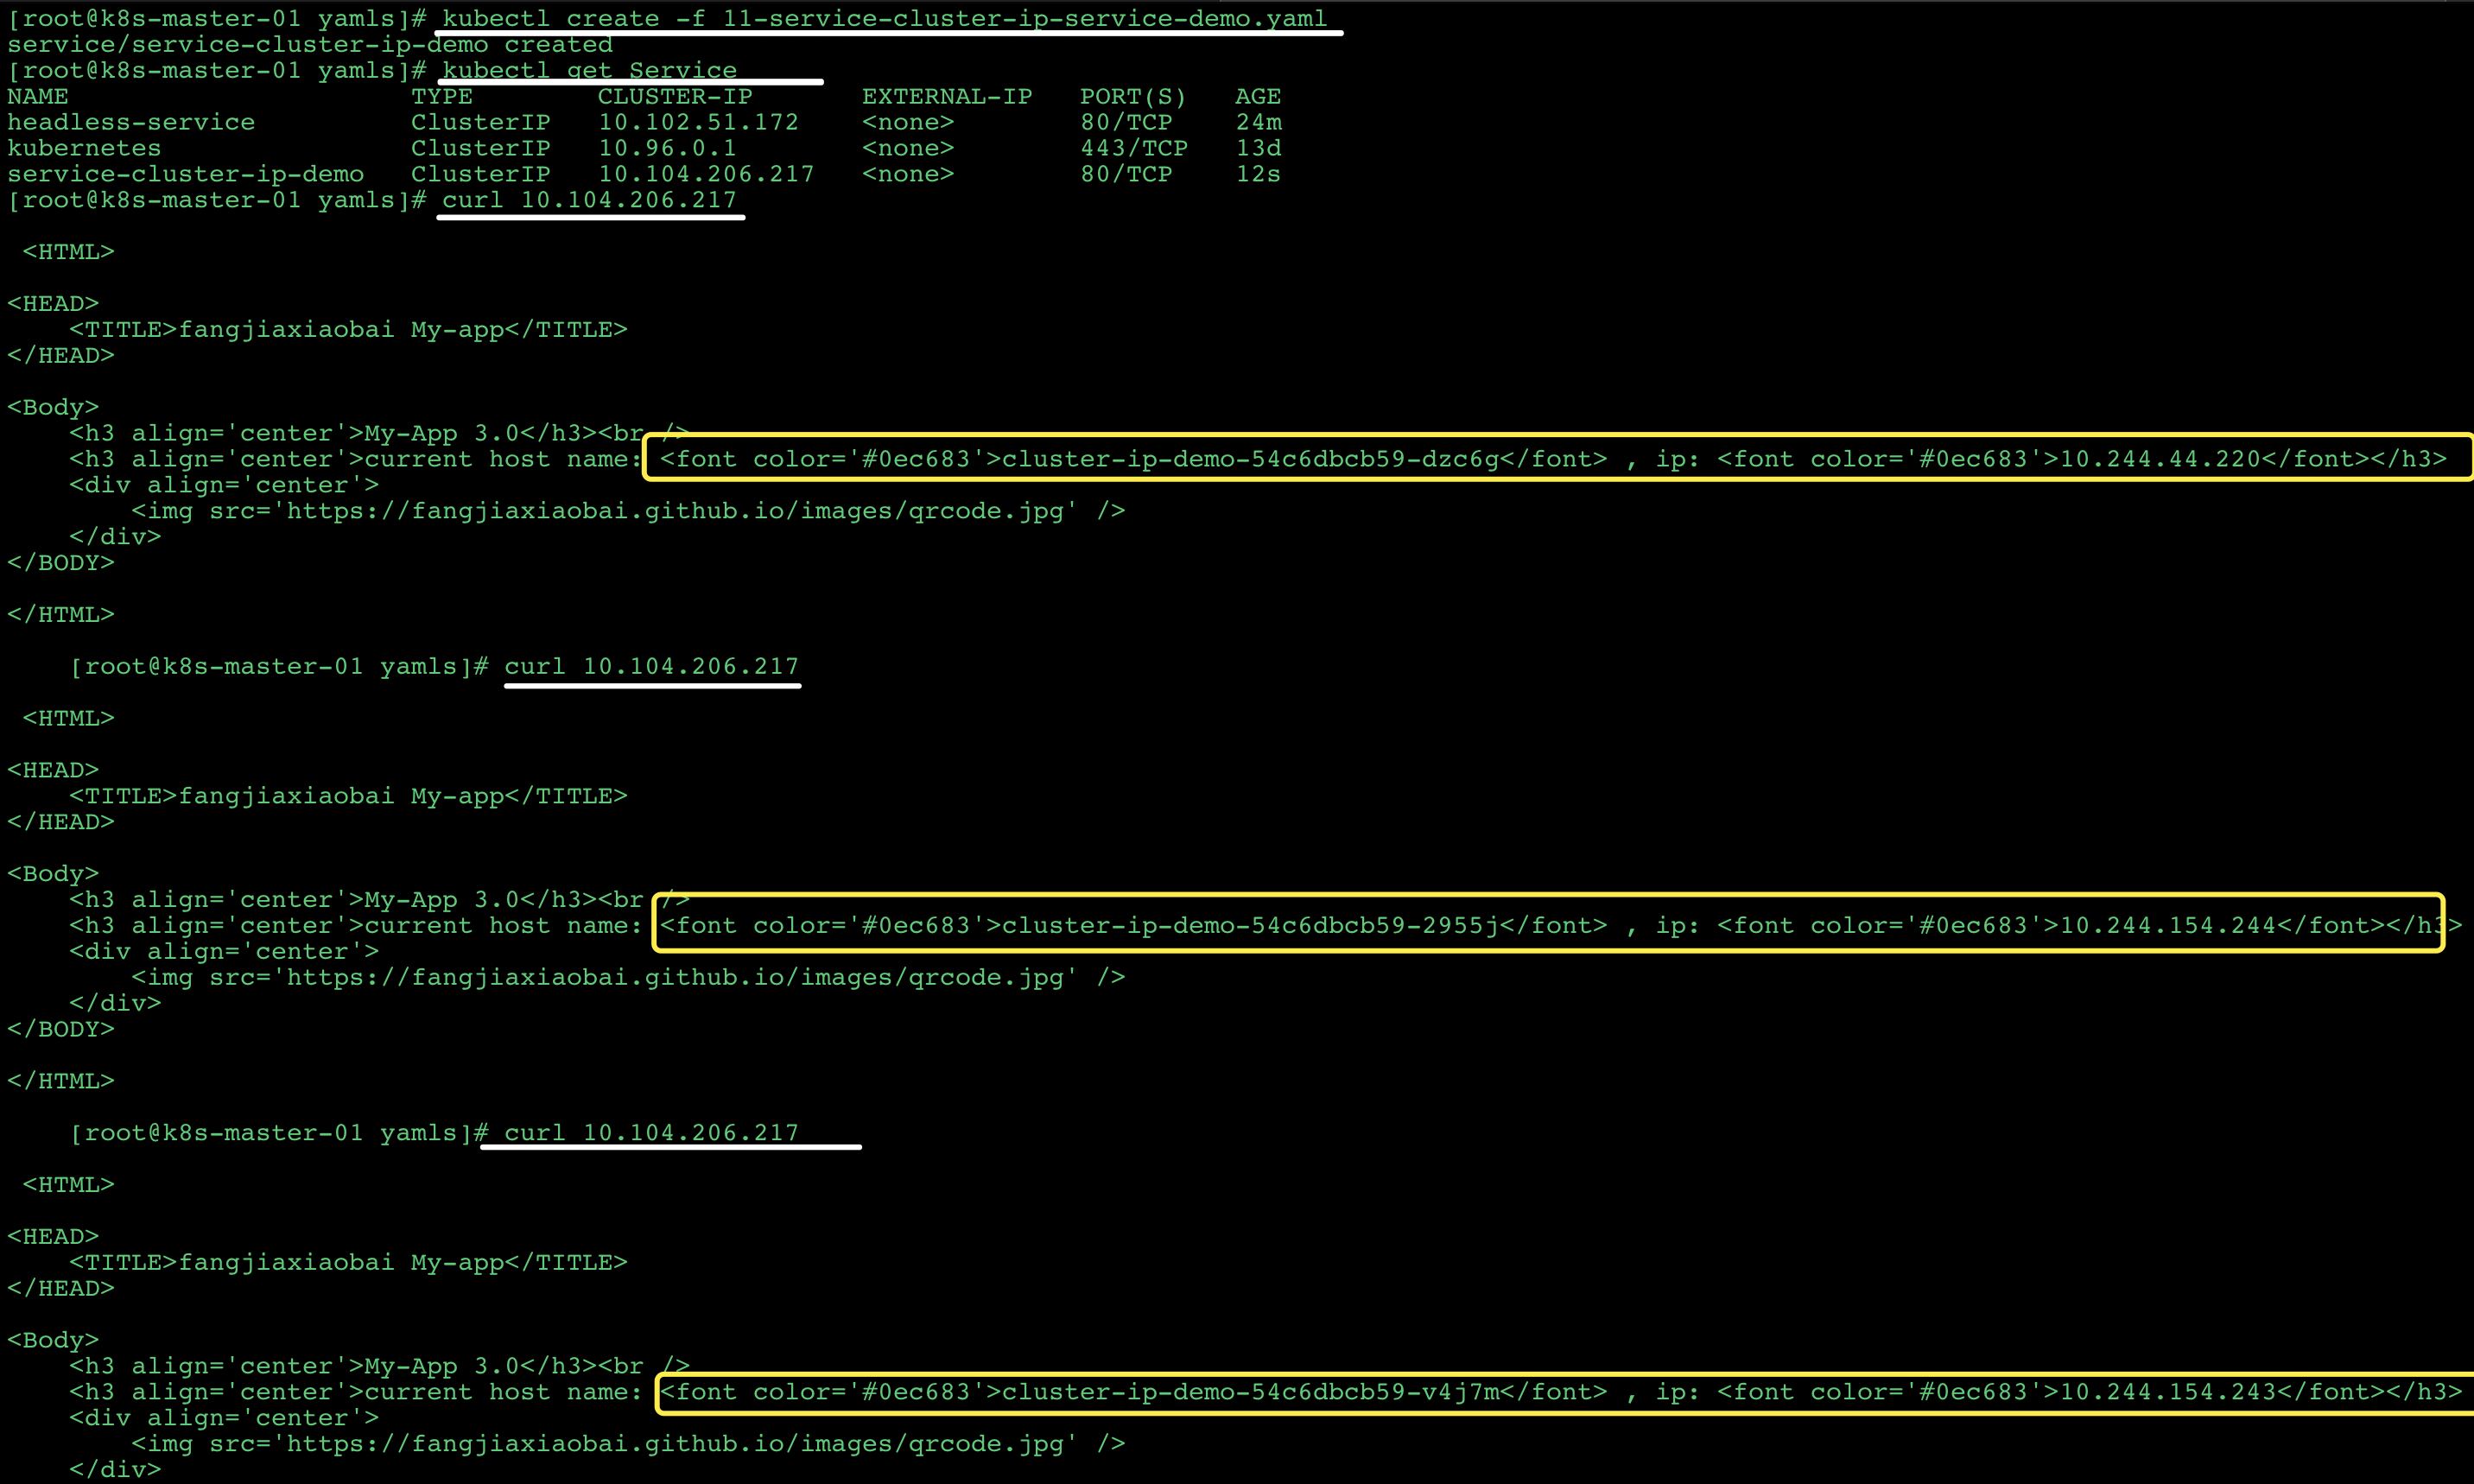 [root@k8s-master-01 yamls]# kubectl create -f 11-service-cluster-ip-service-demo.yaml
service/service-cluster-ip-demo created
[root@k8s-master-01 yamls]# kubectl get Service
NAME                      TYPE        CLUSTER-IP       EXTERNAL-IP   PORT(S)   AGE
headless-service          ClusterIP   10.102.51.172    <none>        80/TCP    24m
kubernetes                ClusterIP   10.96.0.1        <none>        443/TCP   13d
service-cluster-ip-demo   ClusterIP   10.104.206.217   <none>        80/TCP    12s
[root@k8s-master-01 yamls]# curl 10.104.206.217
 <HTML>
<HEAD>
    <TITLE>fangjiaxiaobai My-app</TITLE>
</HEAD>
<Body>
    <h3 align='center'>My-App 3.0</h3><br />
    <h3 align='center'>current host name: <font color='#0ec683'>cluster-ip-demo-54c6dbcb59-dzc6g</font> , ip: <font color='#0ec683'>10.244.44.220</font></h3>
    <div align='center'>
        <img src='https://fangjiaxiaobai.github.io/images/qrcode.jpg' />
    </div>
</BODY>
</HTML>
    [root@k8s-master-01 yamls]# curl 10.104.206.217
 <HTML>
<HEAD>
    <TITLE>fangjiaxiaobai My-app</TITLE>
</HEAD>
<Body>
    <h3 align='center'>My-App 3.0</h3><br />
    <h3 align='center'>current host name: <font color='#0ec683'>cluster-ip-demo-54c6dbcb59-2955j</font> , ip: <font color='#0ec683'>10.244.154.244</font></h3>
    <div align='center'>
        <img src='https://fangjiaxiaobai.github.io/images/qrcode.jpg' />
    </div>
</BODY>
</HTML>
    [root@k8s-master-01 yamls]# curl 10.104.206.217
 <HTML>
<HEAD>
    <TITLE>fangjiaxiaobai My-app</TITLE>
</HEAD>
<Body>
    <h3 align='center'>My-App 3.0</h3><br />
    <h3 align='center'>current host name: <font color='#0ec683'>cluster-ip-demo-54c6dbcb59-v4j7m</font> , ip: <font color='#0ec683'>10.244.154.243</font></h3>
    <div align='center'>
        <img src='https://fangjiaxiaobai.github.io/images/qrcode.jpg' />
    </div>